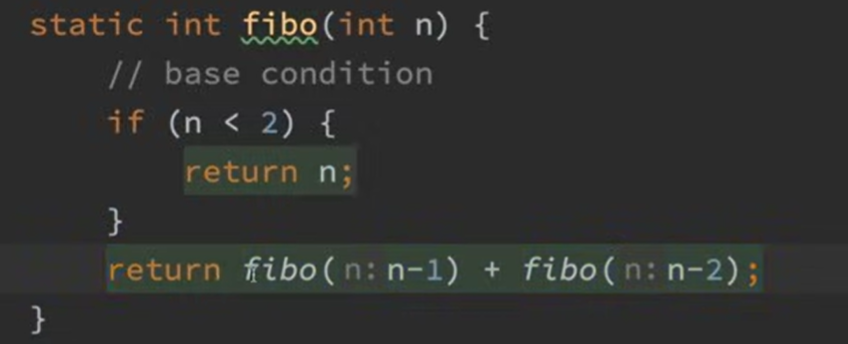 static int fibo(int n) {
// base condition
if (n < 2) {
return n;
}
return fibo( n: n-1) + fibo( n: n-2);
}